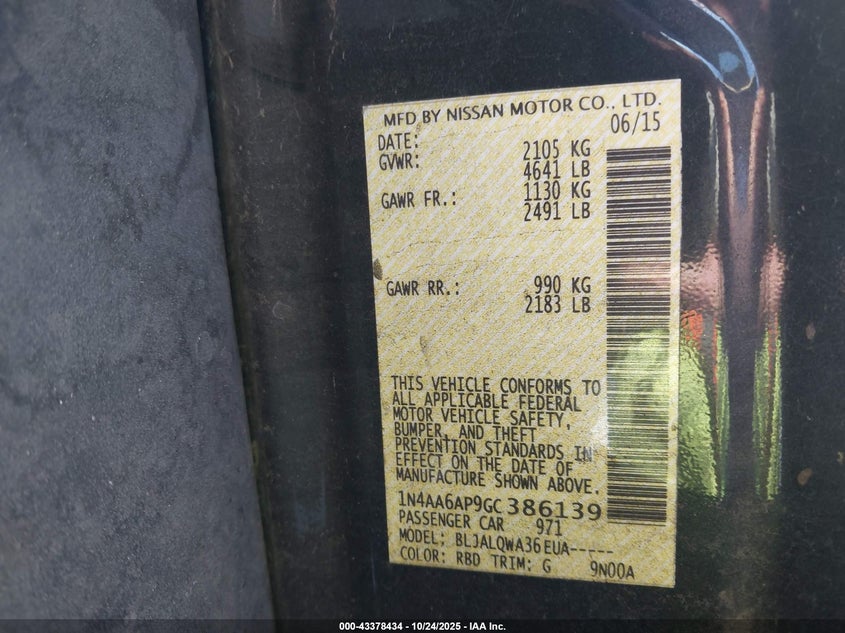 MFD BY NISSAN MOTOR CO., LTD.
DATE: 06/15
GVWR: 2105 KG
4641 LB
GAWR FR.: 1130 KG
2491 LB
GAWR RR.: 990 KG
2183 LB
THIS VEHICLE CONFORMS TO
ALL APPLICABLE FEDERAL
MOTOR VEHICLE SAFETY,
BUMPER, AND THEFT
PREVENTION STANDARDS IN
EFFECT ON THE DATE OF
MANUFACTURE SHOWN ABOVE.
1N4AA6AP9GC386139
PASSENGER CAR 971
MODEL: BLJALQWA36EUA-----
COLOR: RBD TRIM: G 9N00A
000-43378434 - 10/24/2025 - IAA Inc.